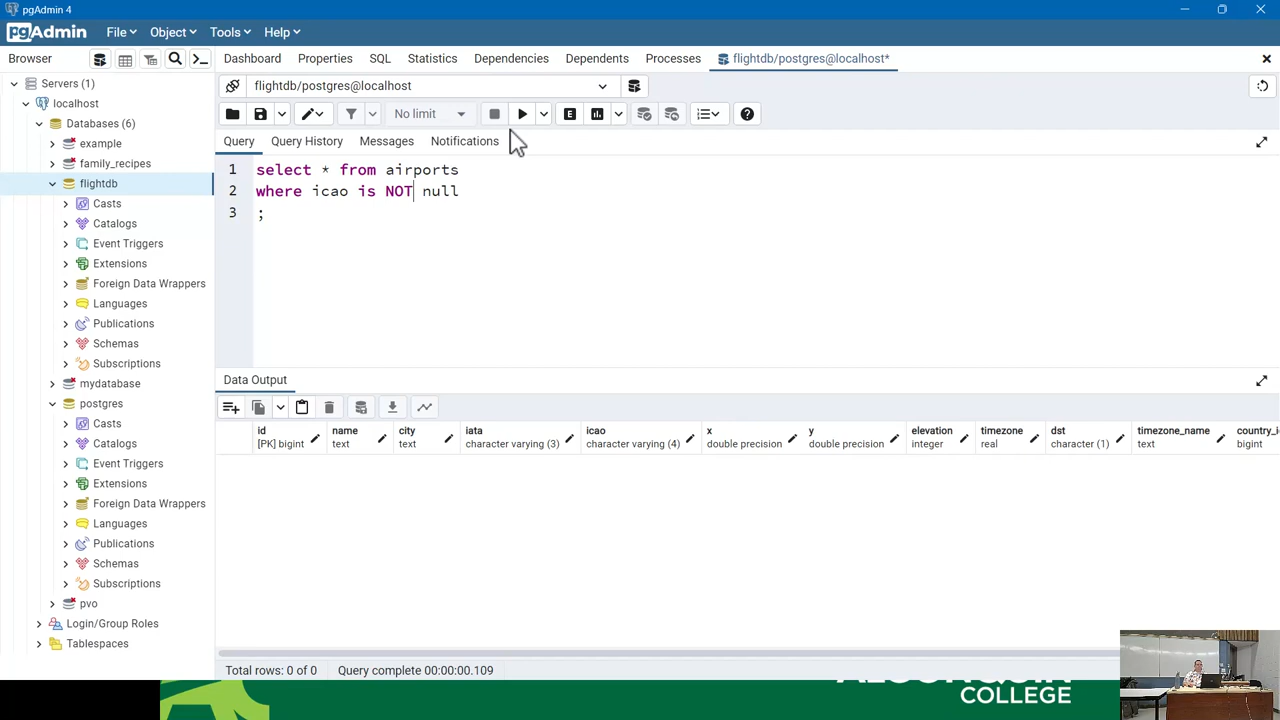 pgAdmin 4
pgAdmin File Object Tools Help
Browser
Dashboard Properties SQL Statistics Dependencies Dependents Processes flightdb/postgres@localhost*
Servers (1)
localhost
Databases (6)
example
family_recipes
flightdb
Casts
Catalogs
Event Triggers
Extensions
Foreign Data Wrappers
Languages
Publications
Schemas
Subscriptions
mydatabase
postgres
Casts
Catalogs
Event Triggers
Extensions
Foreign Data Wrappers
Languages
Publications
Schemas
Subscriptions
pvo
Login/Group Roles
Tablespaces
flightdb/postgres@localhost
No limit
Query Query History Messages Notifications
1 select * from airports
2 where icao is NOT null
3 ;
Data Output
id name city iata icao x y elevation timezone dst timezone_name
[PK] bigint text text character varying (3) character varying (4) double precision double precision integer real character (1) text bigint
Total rows: 0 of 0 Query complete 00:00:00.109
COLLEGE